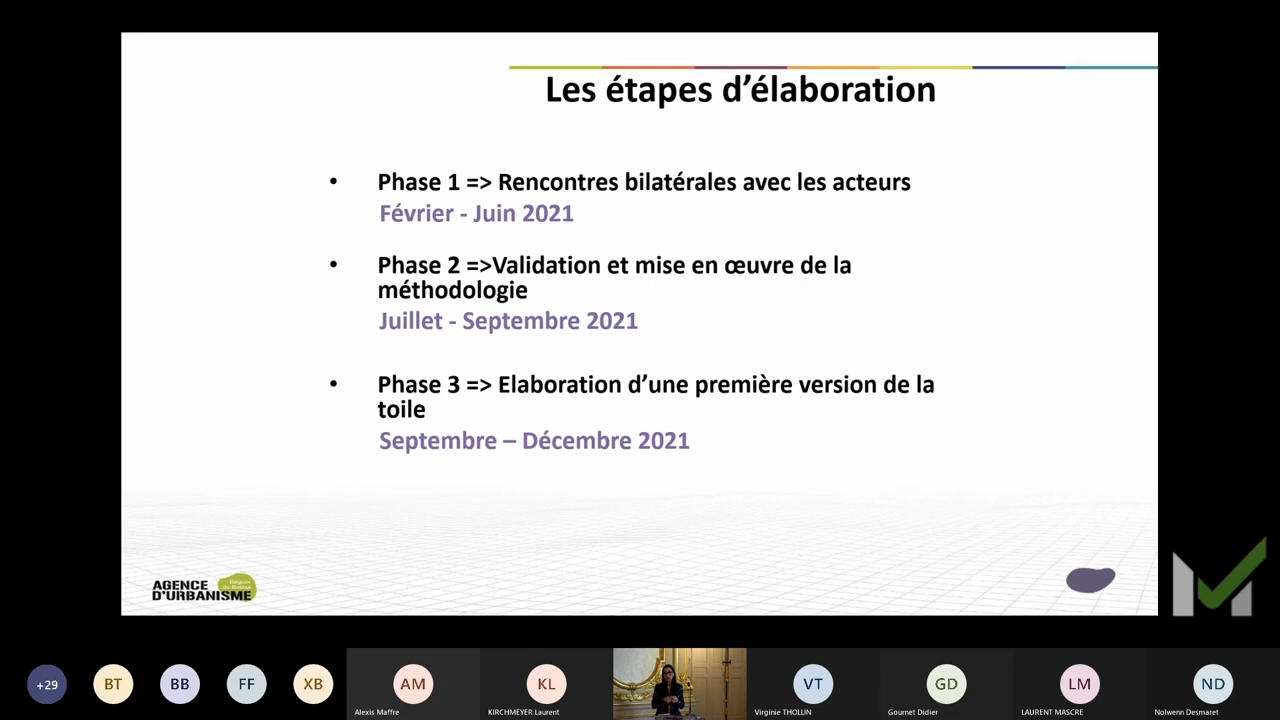 Les étapes d’élaboration
• Phase 1 => Rencontres bilatérales avec les acteurs
Février - Juin 2021
• Phase 2 =>Validation et mise en œuvre de la
méthodologie
Juillet - Septembre 2021
• Phase 3 => Elaboration d’une première version de la
toile
Septembre – Décembre 2021
AGENCE
D'URBANISME
+29
BT
BB
FF
XB
AM
KL
VT
GD
LM
ND
Alexis Maffre
KIRCHMEYER Laurent
Virginie THOLLIN
Gournet Didier
LAURENT MASCRE
Nolwenn Desmaret